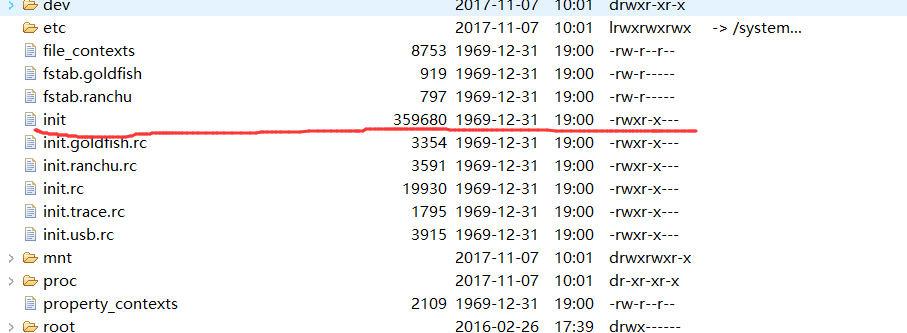 dev 2017-11-07 10:01 drwxr-xr-x
etc 2017-11-07 10:01 lrwxrwxrwx -> /system...
file_contexts 8753 1969-12-31 19:00 -rw-r--r--
fstab.goldfish 919 1969-12-31 19:00 -rw-r-----
fstab.ranchu 797 1969-12-31 19:00 -rw-r-----
init 359680 1969-12-31 19:00 -rwxr-x---
init.goldfish.rc 3354 1969-12-31 19:00 -rwxr-x---
init.ranchu.rc 3591 1969-12-31 19:00 -rwxr-x---
init.rc 19930 1969-12-31 19:00 -rwxr-x---
init.trace.rc 1795 1969-12-31 19:00 -rwxr-x---
init.usb.rc 3915 1969-12-31 19:00 -rwxr-x---
mnt 2017-11-07 10:01 drwxrwxr-x
proc 2017-11-07 10:01 dr-xr-xr-x
property_contexts 2109 1969-12-31 19:00 -rw-r--r--
root 2016-02-26 17:39 drwx------